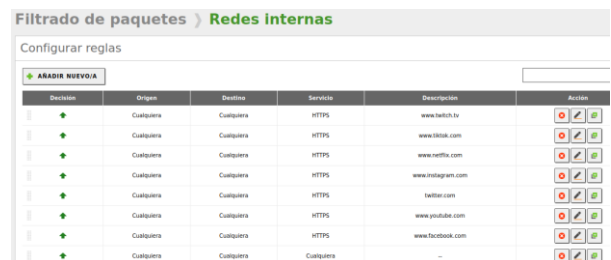 Filtrado de paquetes ❯ Redes internas
Configurar reglas
AÑADIR NUEVO/A
Decisión Origen Destino Servicio Descripción Acción
Cualquiera Cualquiera HTTPS www.twitch.tv
Cualquiera Cualquiera HTTPS www.tiktok.com
Cualquiera Cualquiera HTTPS www.netflix.com
Cualquiera Cualquiera HTTPS www.instagram.com
Cualquiera Cualquiera HTTPS twitter.com
Cualquiera Cualquiera HTTPS www.youtube.com
Cualquiera Cualquiera HTTPS www.facebook.com
Cualquiera Cualquiera Cualquiera --